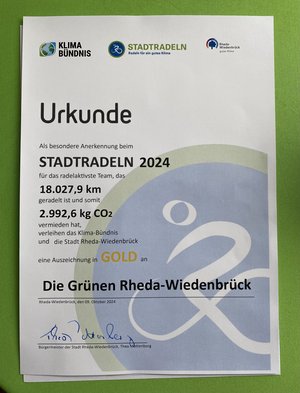 KLIMA
BÜNDNIS
STADTRADELN
Radeln für ein gutes Klima
Rheda-
Wiedenbrück
Urkunde
Als besondere Anerkennung beim
STADTRADELN 2024
für das radelaktivste Team, das
18.027,9 km
geradelt ist und somit
2.992,6 kg CO₂
vermieden hat,
verleihen das Klima-Bündnis
und die Stadt Rheda-Wiedenbrück
eine Auszeichnung in GOLD an
Die Grünen Rheda-Wiedenbrück
Rheda-Wiedenbrück, den 09. Oktober 2024
Bürgermeister der Stadt Rheda-Wiedenbrück, Theo Mettenborg